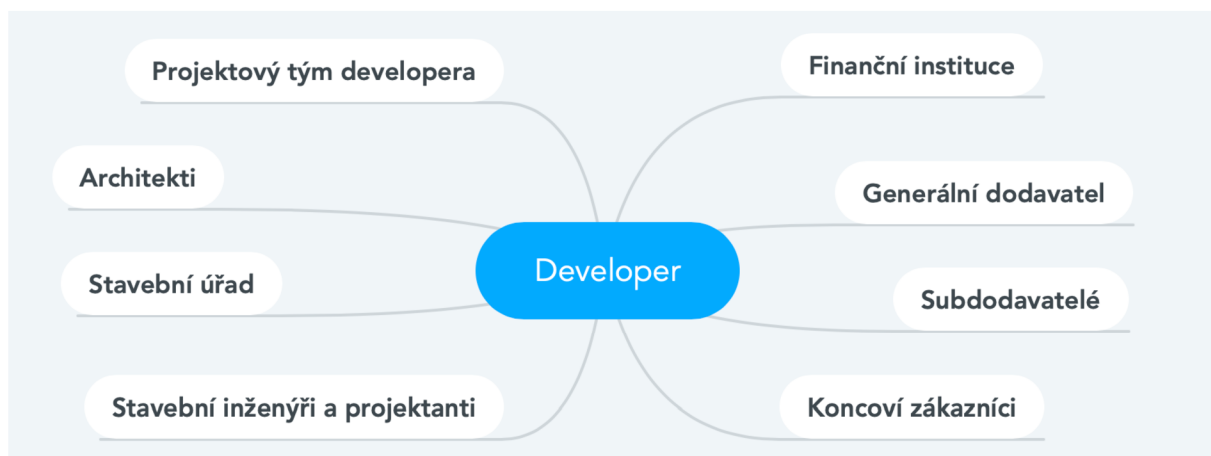 Projektový tým developera
Architekti
Stavební úřad
Stavební inženýři a projektanti
Developer
Finanční instituce
Generální dodavatel
Subdodavatelé
Koncoví zákazníci